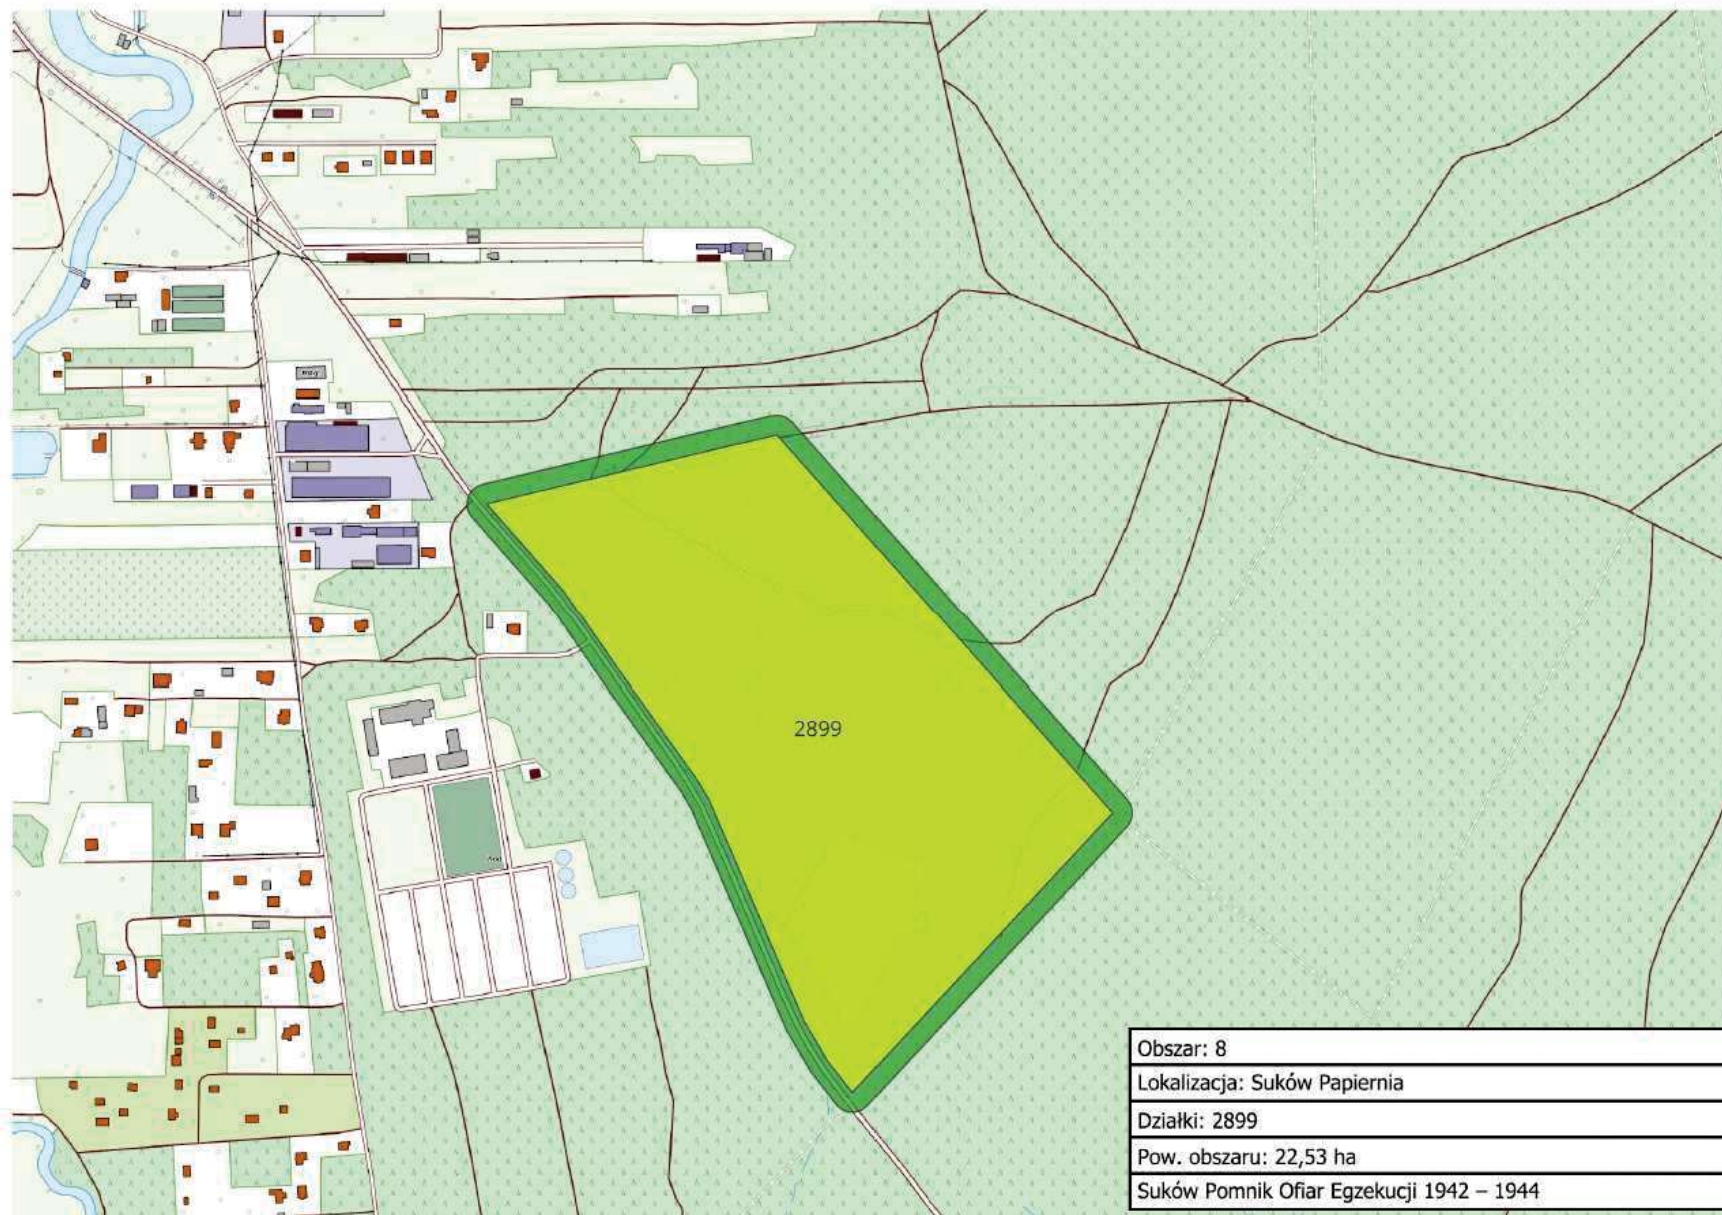 2899
Obszar: 8
Lokalizacja: Suków Papiernia
Działki: 2899
Pow. obszaru: 22,53 ha
Suków Pomnik Ofiar Egzekucji 1942 – 1944